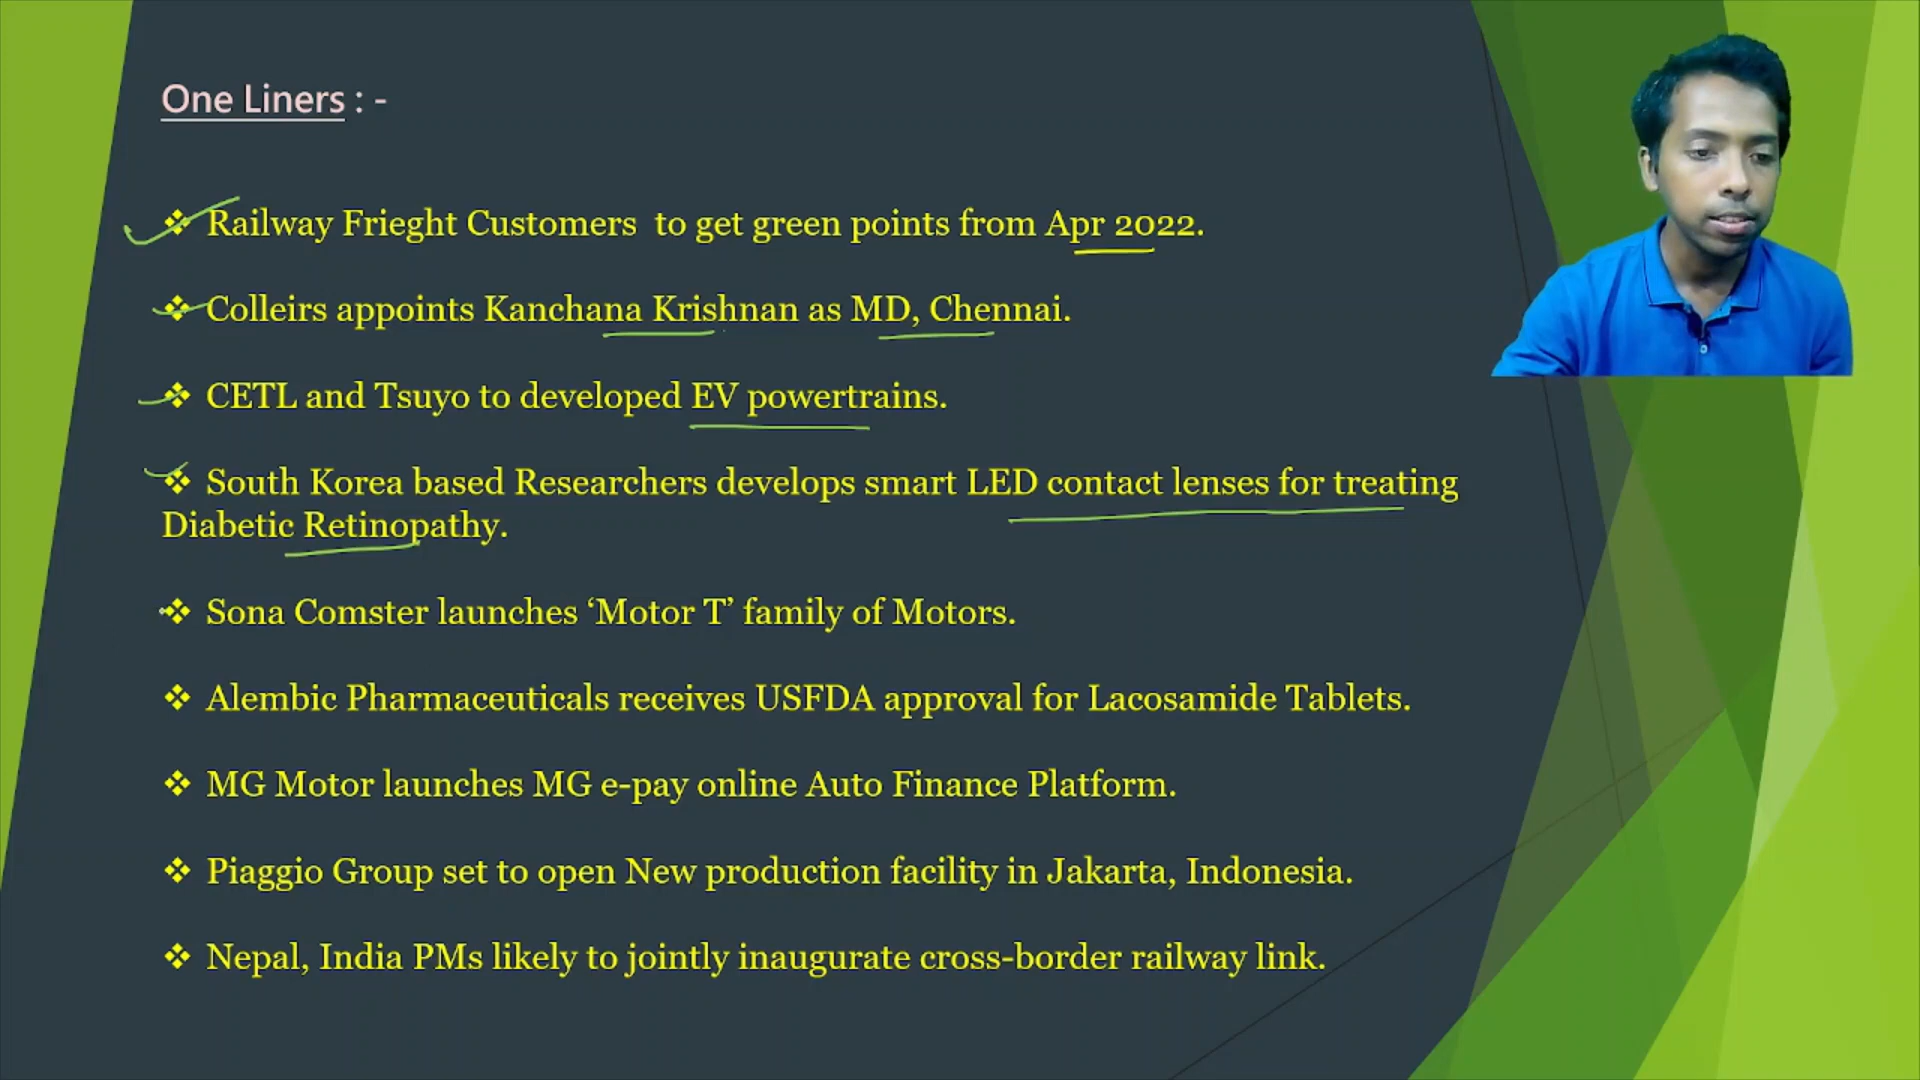 One Liners : -
❖ Railway Frieght Customers to get green points from Apr 2022.
❖ Colleirs appoints Kanchana Krishnan as MD, Chennai.
❖ CETL and Tsuyo to developed EV powertrains.
❖ South Korea based Researchers develops smart LED contact lenses for treating
Diabetic Retinopathy.
❖ Sona Comster launches ‘Motor T’ family of Motors.
❖ Alembic Pharmaceuticals receives USFDA approval for Lacosamide Tablets.
❖ MG Motor launches MG e-pay online Auto Finance Platform.
❖ Piaggio Group set to open New production facility in Jakarta, Indonesia.
❖ Nepal, India PMs likely to jointly inaugurate cross-border railway link.